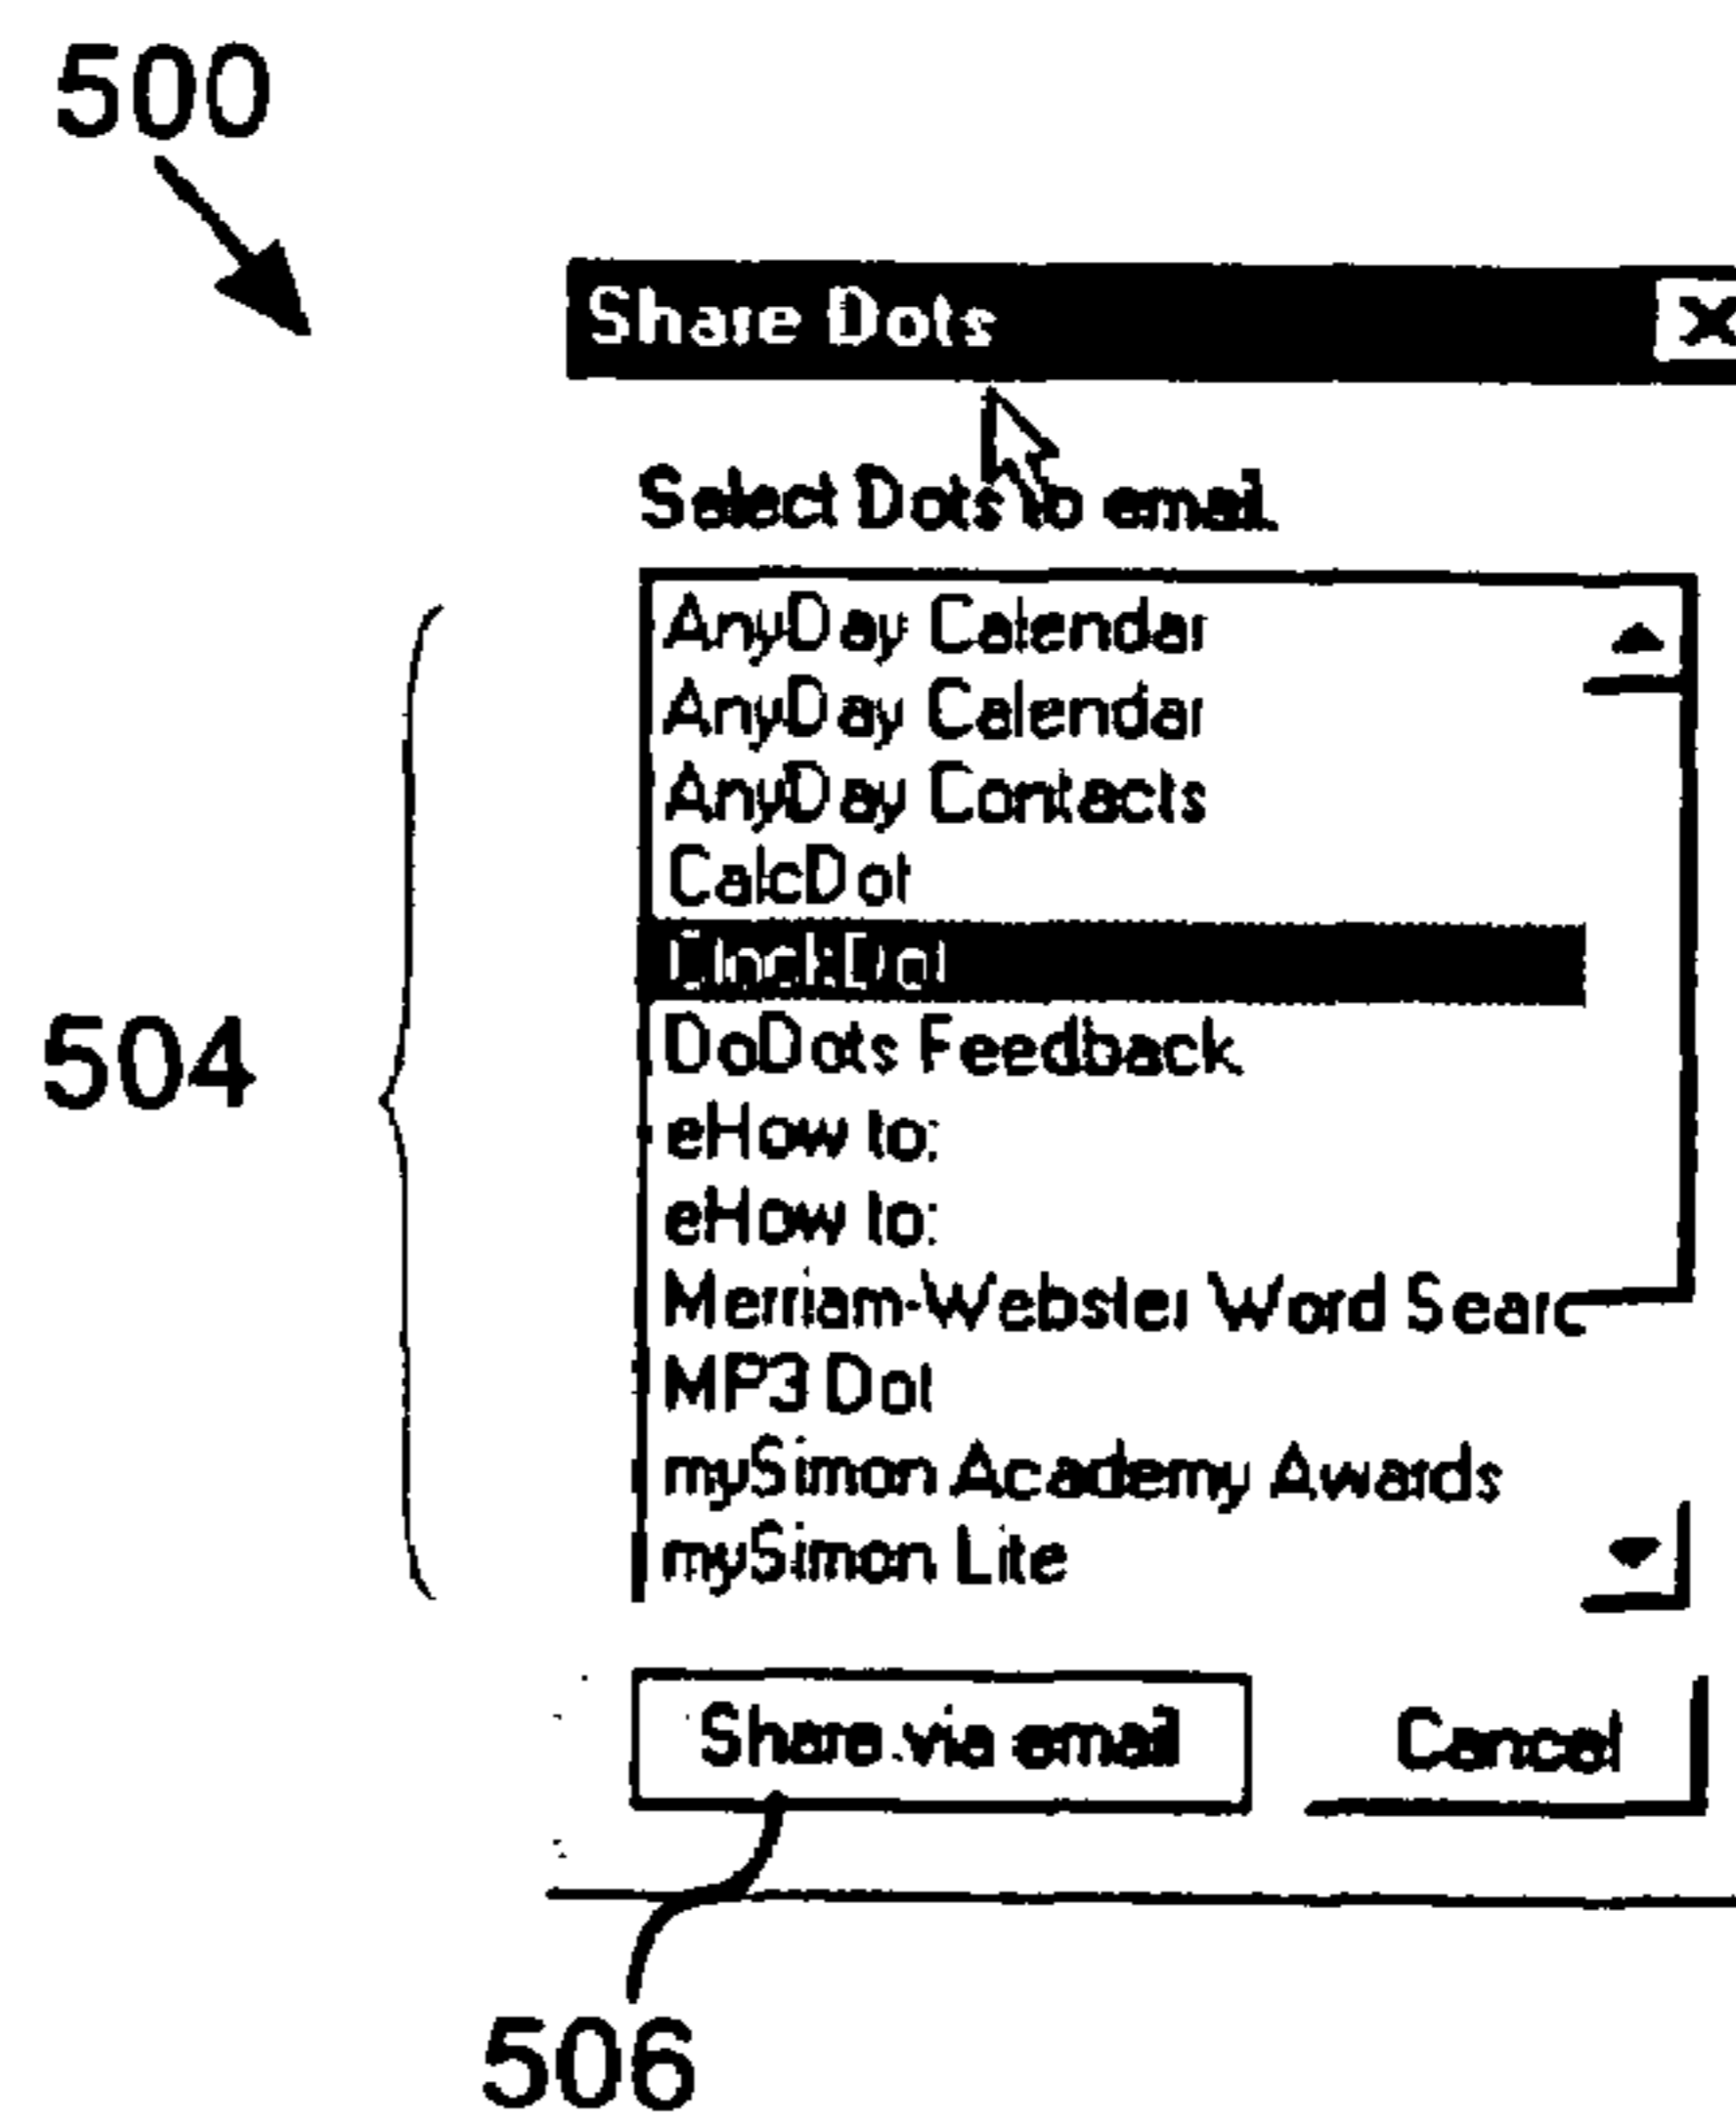 500
Share Dots
Select Dots to email.
AnyDay Calendar
AnyDay Calendar
AnyDay Contacts
CalcDot
ClockDot
504
DoDots Feedback
eHow to:
eHow to:
Merriam-Webster Word Searc
MP3 Dot
mySimon Academy Awards
mySimon Lite
Share via email
Cancel
506